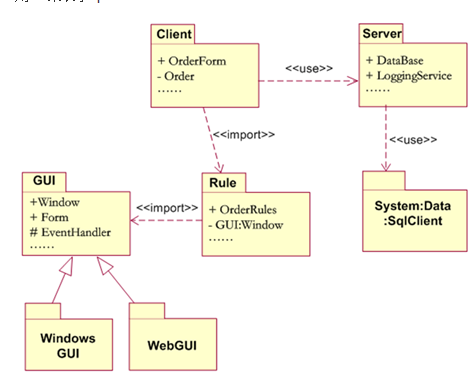 Client
+ OrderForm
- Order
······
<<use>>
Server
+ DataBase
+ LoggingService
······
<<import>>
<<use>>
GUI
+Window
+ Form
# EventHandler
······
<<import>>
Rule
+ OrderRules
- GUI:Window
······
System:Data
:SqlClient
Windows
GUI
WebGUI